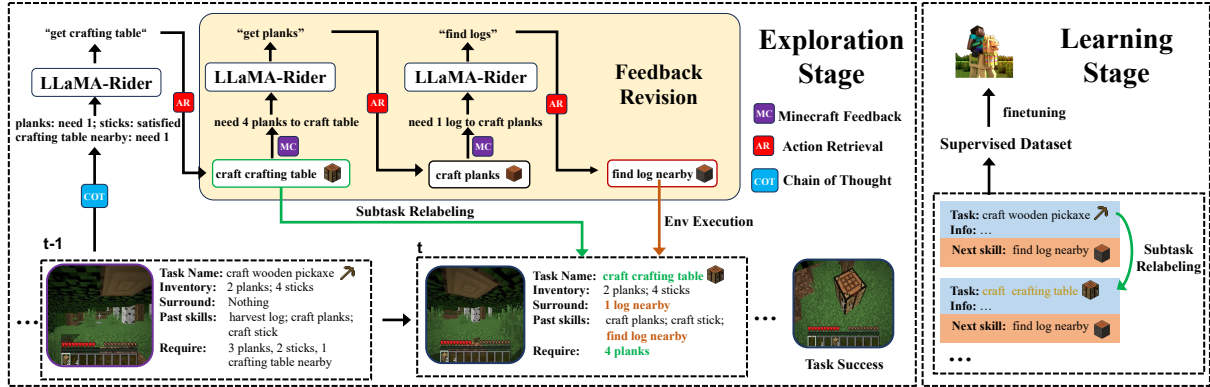 "get crafting table"
LLaMA-Rider
planks: need 1; sticks: satisfied
crafting table nearby: need 1
COT
AR
"get planks"
LLaMA-Rider
need 4 planks to craft table
MC
craft crafting table
AR
"find logs"
LLaMA-Rider
need 1 log to craft planks
MC
craft planks
AR
Feedback
Revision
find log nearby
Exploration
Stage
MC Minecraft Feedback
AR Action Retrieval
COT Chain of Thought
Subtask Relabeling
Env Execution
t-1
Task Name: craft wooden pickaxe
Inventory: 2 planks; 4 sticks
Surround: Nothing
Past skills: harvest log; craft planks;
craft stick
Require: 3 planks, 2 sticks, 1
crafting table nearby
...
t
Task Name: craft crafting table
Inventory: 2 planks; 4 sticks
Surround: 1 log nearby
Past skills: craft planks; craft stick;
find log nearby
Require: 4 planks
...
Task Success
Learning
Stage
finetuning
Supervised Dataset
Task: craft wooden pickaxe
Info: ...
Next skill: find log nearby
Subtask
Relabeling
Task: craft crafting table
Info: ...
Next skill: find log nearby
...